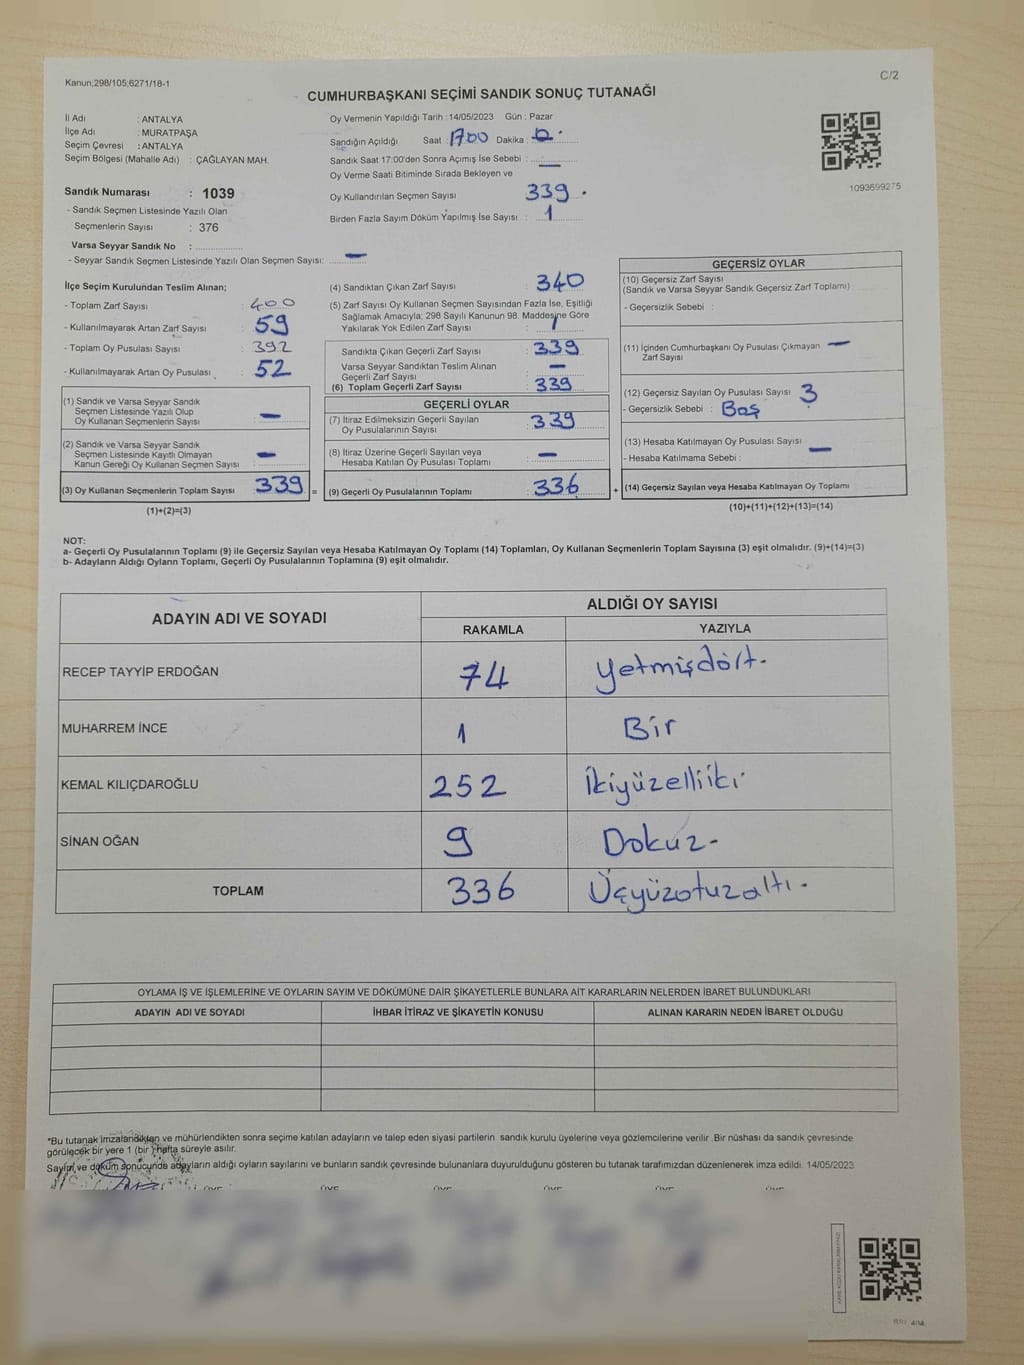 Kanun;298/105;6271/18-1
C/2
CUMHURBAŞKANI SEÇİMİ SANDIK SONUÇ TUTANAĞI
İl Adı : ANTALYA
İlçe Adı : MURATPAŞA
Seçim Çevresi : ANTALYA
Seçim Bölgesi (Mahalle Adı) : ÇAĞLAYAN MAH.
Sandık Numarası : 1039
- Sandık Seçmen Listesinde Yazılı Olan
Seçmenlerin Sayısı : 376
Varsa Seyyar Sandık No : ............
- Seyyar Sandık Seçmen Listesinde Yazılı Olan Seçmen Sayısı: —
Oy Vermenin Yapıldığı Tarih : 14/05/2023 Gün : Pazar
Sandığın Açıldığı Saat : 1700 Dakika : 0
Sandık Saat 17:00'den Sonra Açımış İse Sebebi : —
Oy Verme Saati Bitiminde Sırada Bekleyen ve
Oy Kullandırılan Seçmen Sayısı 339
Birden Fazla Sayım Döküm Yapılmış İse Sayısı : 1
1093699275
İlçe Seçim Kurulundan Teslim Alınan;
- Toplam Zarf Sayısı : 400
- Kullanılmayarak Artan Zarf Sayısı : 59
- Toplam Oy Pusulası Sayısı : 392
- Kullanılmayarak Artan Oy Pusulası : 52
(1) Sandık ve Varsa Seyyar Sandık
Seçmen Listesinde Yazılı Olup
Oy Kullanan Seçmenlerin Sayısı : —
(2) Sandık ve Varsa Seyyar Sandık
Seçmen Listesinde Kayıtlı Olmayan
Kanun Gereği Oy Kullanan Seçmen Sayısı : —
(3) Oy Kullanan Seçmenlerin Toplam Sayısı : 339 =
(1)+(2)=(3)
(4) Sandıktan Çıkan Zarf Sayısı : 340
(5) Zarf Sayısı Oy Kullanan Seçmen Sayısından Fazla İse, Eşitliği
Sağlamak Amacıyla; 298 Sayılı Kanunun 98. Maddesine Göre
Yakılarak Yok Edilen Zarf Sayısı : 1
Sandıkta Çıkan Geçerli Zarf Sayısı : 339
Varsa Seyyar Sandıktan Teslim Alınan
Geçerli Zarf Sayısı : —
(6) Toplam Geçerli Zarf Sayısı : 339
GEÇERLİ OYLAR
(7) İtiraz Edilmeksizin Geçerli Sayılan
Oy Pusulalarının Sayısı : 339
(8) İtiraz Üzerine Geçerli Sayılan veya
Hesaba Katılan Oy Pusulası Toplamı : —
(9) Geçerli Oy Pusulalarının Toplamı : 336 +
GEÇERSİZ OYLAR
(10) Geçersiz Zarf Sayısı
(Sandık ve Varsa Seyyar Sandık Geçersiz Zarf Toplamı) :
- Geçersizlik Sebebi :
(11) İçinden Cumhurbaşkanı Oy Pusulası Çıkmayan —
Zarf Sayısı
(12) Geçersiz Sayılan Oy Pusulası Sayısı : 3
- Geçersizlik Sebebi : Boş
(13) Hesaba Katılmayan Oy Pusulası Sayısı —
- Hesaba Katılmama Sebebi :
(14) Geçersiz Sayılan veya Hesaba Katılmayan Oy Toplamı
(10)+(11)+(12)+(13)=(14)
NOT:
a- Geçerli Oy Pusulalarının Toplamı (9) ile Geçersiz Sayılan veya Hesaba Katılmayan Oy Toplamı (14) Toplamları, Oy Kullanan Seçmenlerin Toplam Sayısına (3) eşit olmalıdır. (9)+(14)=(3)
b- Adayların Aldığı Oyların Toplamı, Geçerli Oy Pusulalarının Toplamına (9) eşit olmalıdır.
ADAYIN ADI VE SOYADI ALDIĞI OY SAYISI
RAKAMLA YAZIYLA
RECEP TAYYİP ERDOĞAN 74 Yetmişdört.
MUHARREM İNCE 1 Bir
KEMAL KILIÇDAROĞLU 252 İkiyüzelliiki
SİNAN OĞAN 9 Dokuz-
TOPLAM 336 Üçyüzotuzaltı.
OYLAMA İŞ VE İŞLEMLERİNE VE OYLARIN SAYIM VE DÖKÜMÜNE DAİR ŞİKAYETLERLE BUNLARA AİT KARARLARIN NELERDEN İBARET BULUNDUKLARI
ADAYIN ADI VE SOYADI İHBAR İTİRAZ VE ŞİKAYETİN KONUSU ALINAN KARARIN NEDEN İBARET OLDUĞU
*Bu tutanak imzalandıktan ve mühürlendikten sonra seçime katılan adayların ve talep eden siyasi partilerin sandık kurulu üyelerine veya gözlemcilerine verilir .Bir nüshası da sandık çevresinde
görülecek bir yere 1 (bir ) hafta süreyle asılır.
Sayım ve döküm sonucunda adayların aldığı oyların sayılarını ve bunların sandık çevresinde bulunanlara duyurulduğunu gösteren bu tutanak tarafımızdan düzenlenerek imza edildi. 14/05/2023